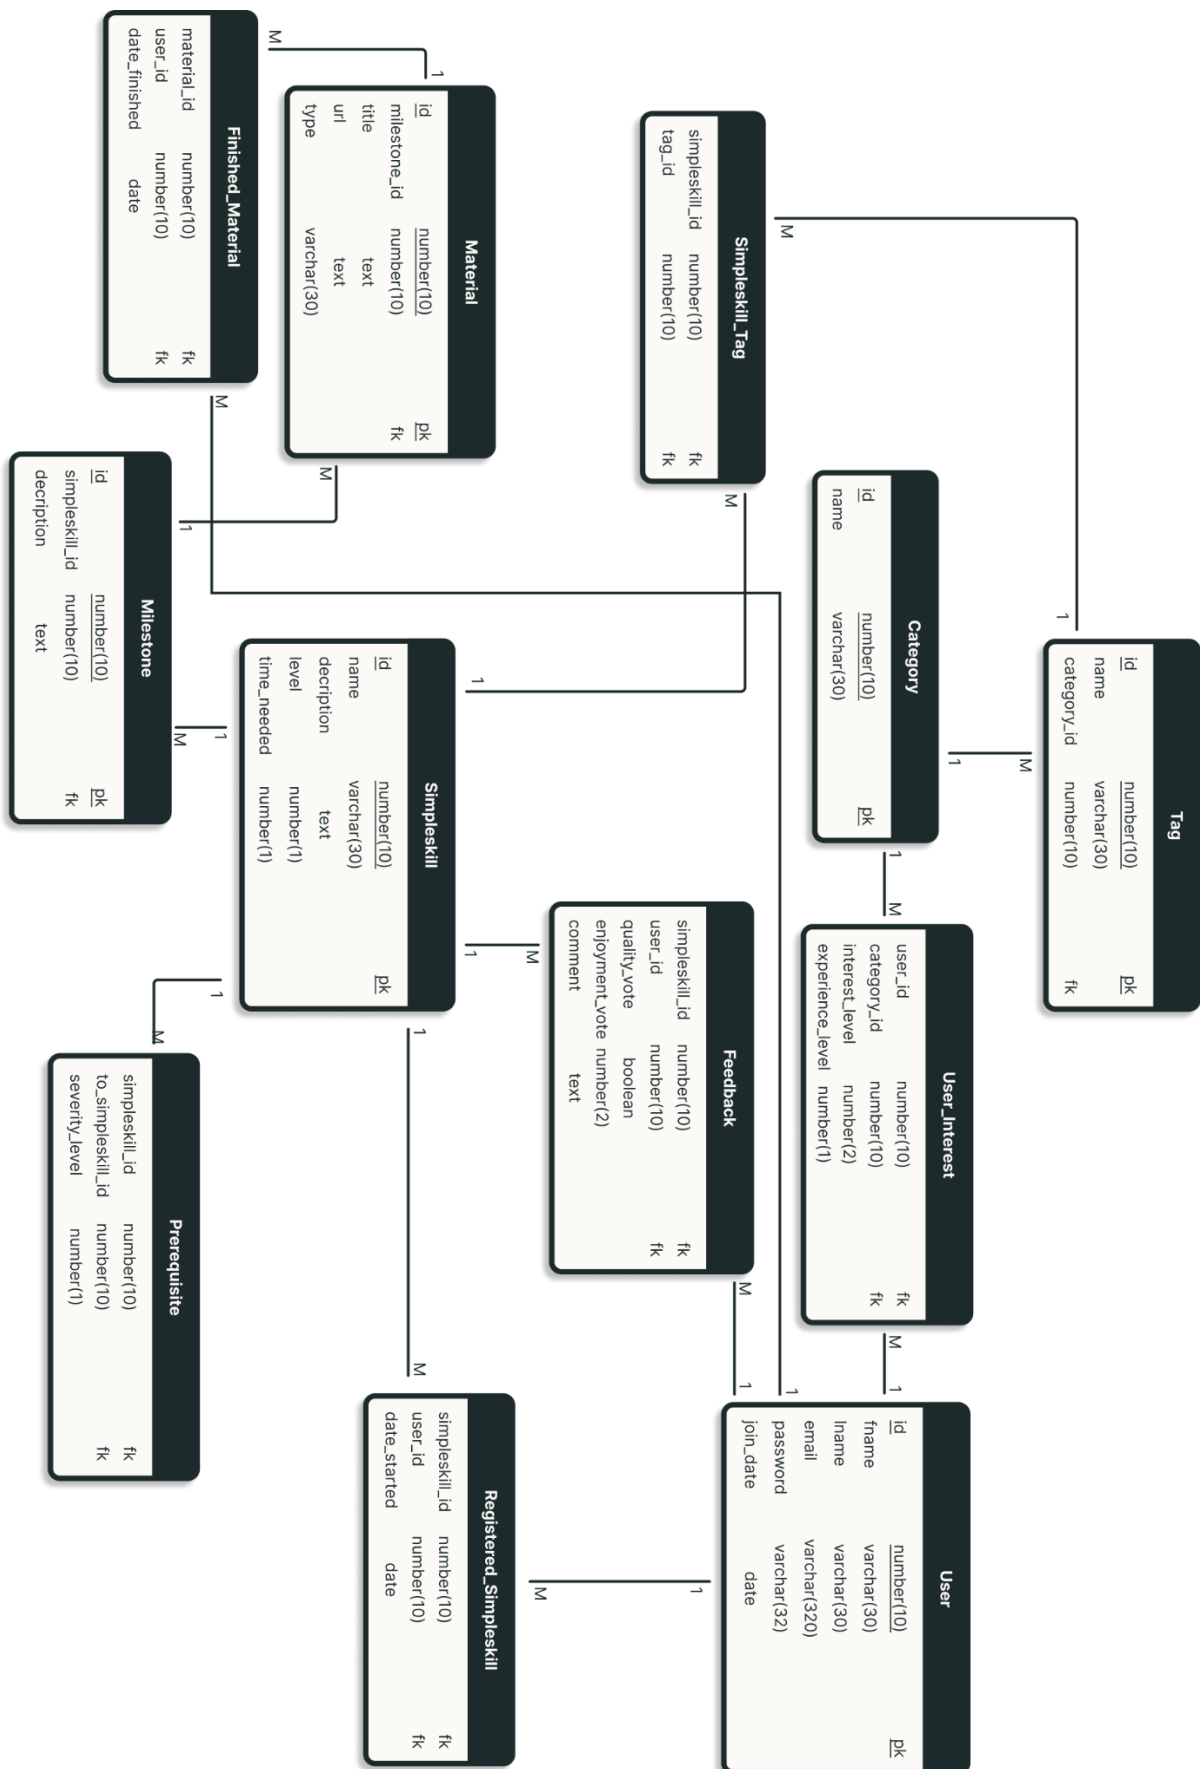 Tag
id number(10) pk
name varchar(30)
category_id number(10) fk
1
M
M
1
Category
id number(10) pk
name varchar(30)
1
M
User_Interest
user_id number(10) fk
category_id number(10) fk
interest_level number(2)
experience_level number(1)
M
1
User
id number(10) pk
fname varchar(30)
lname varchar(30)
email varchar(320)
password varchar(32)
join_date date
1
1
1
M
Simpleskill_Tag
simpleskill_id number(10) fk
tag_id number(10) fk
M
1
Feedback
simpleskill_id number(10) fk
user_id number(10) fk
quality_vote boolean
enjoyment_vote number(2)
comment text
M
M
1
Registered_Simpleskill
simpleskill_id number(10) fk
user_id number(10) fk
date_started date
M
M
1
Material
id number(10) pk
milestone_id number(10) fk
title text
url text
type varchar(30)
1
M
M
1
Simpleskill
id number(10) pk
name varchar(30)
decription text
level number(1)
time_needed number(1)
1
1
M
Finished_Material
material_id number(10) fk
user_id number(10) fk
date_finished date
M
M
Milestone
id number(10) pk
simpleskill_id number(10) fk
decription text
Prerequisite
simpleskill_id number(10) fk
to_simpleskill_id number(10) fk
severity_level number(1)